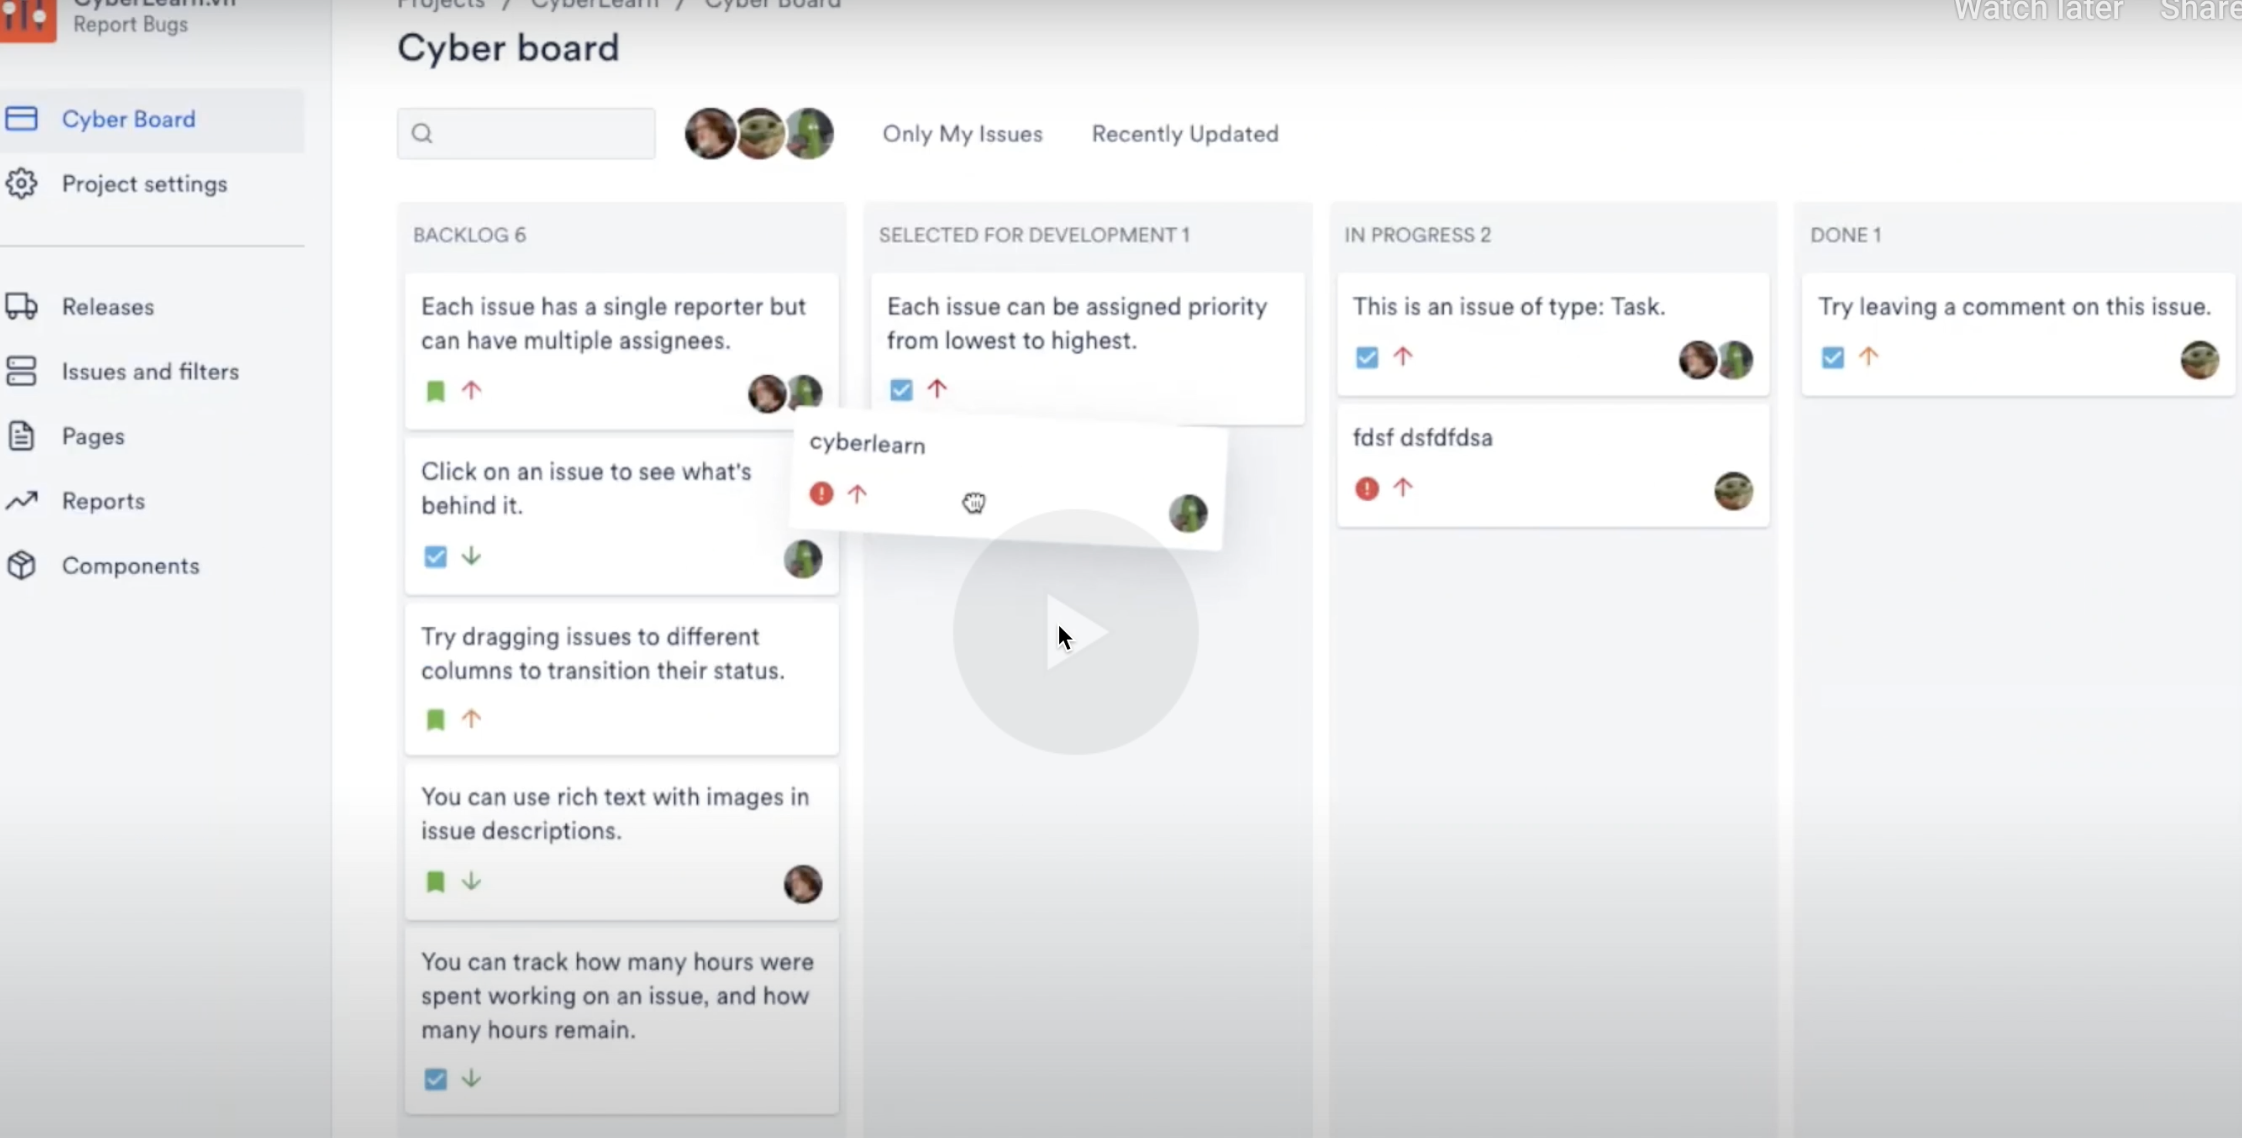 CyberLearn.vn
Report Bugs
Projects / CyberLearn / Cyber Board
Watch later Share
Cyber board
Cyber Board
Project settings
Releases
Issues and filters
Pages
Reports
Components
Only My Issues
Recently Updated
BACKLOG 6
Each issue has a single reporter but
can have multiple assignees.
Click on an issue to see what's
behind it.
Try dragging issues to different
columns to transition their status.
You can use rich text with images in
issue descriptions.
You can track how many hours were
spent working on an issue, and how
many hours remain.
SELECTED FOR DEVELOPMENT 1
Each issue can be assigned priority
from lowest to highest.
cyberlearn
IN PROGRESS 2
This is an issue of type: Task.
fdsf dsfdfdsa
DONE 1
Try leaving a comment on this issue.